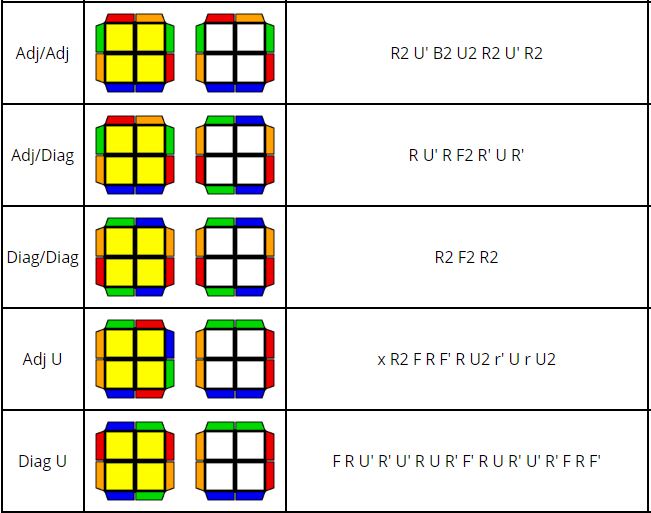 Adj/Adj
R2 U' B2 U2 R2 U' R2
Adj/Diag
R U' R F2 R' U R'
Diag/Diag
R2 F2 R2
Adj U
x R2 F R F' R U2 r' U r U2
Diag U
F R U' R' U' R U R' F' R U R' U' R' F R F'